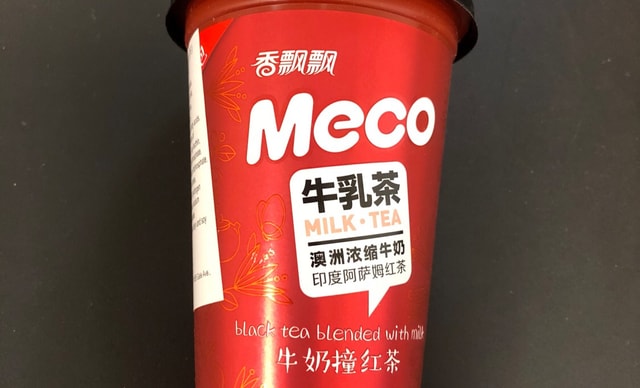 香飘飘
Meco
牛乳茶
MILK·TEA
澳洲浓缩牛奶
印度阿萨姆红茶
black tea blended with milk
牛奶撞红茶